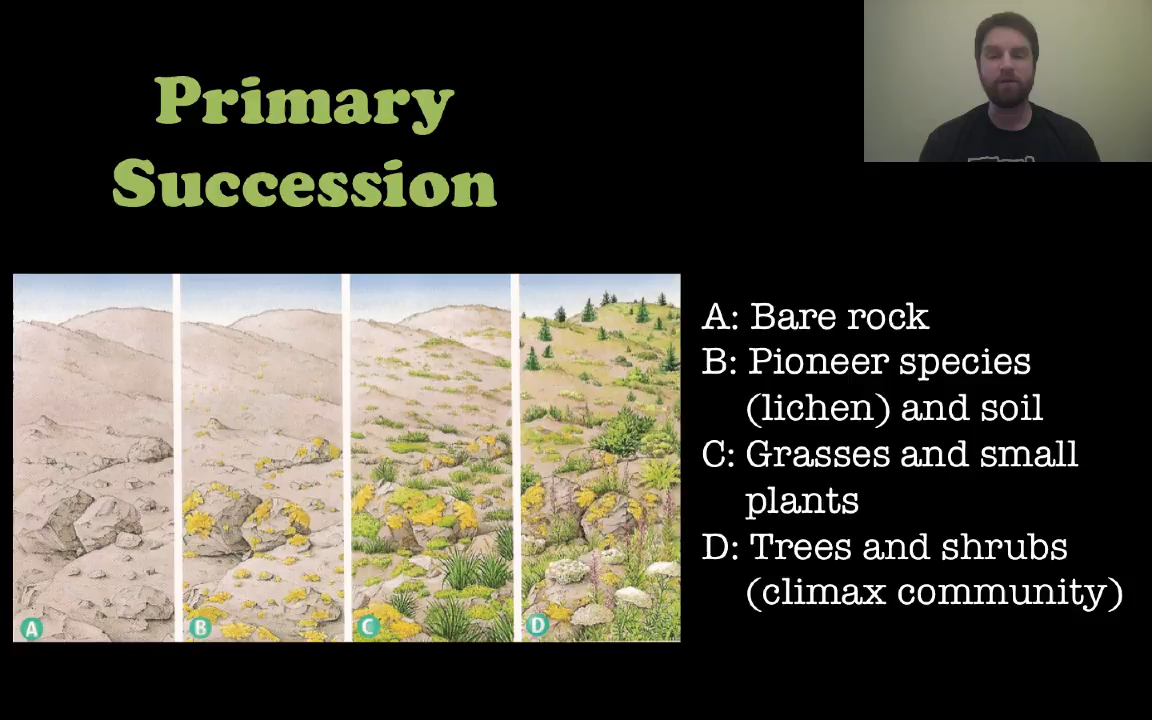 Primary
Succession
A: Bare rock
B: Pioneer species
(lichen) and soil
C: Grasses and small
plants
D: Trees and shrubs
(climax community)
A
B
C
D